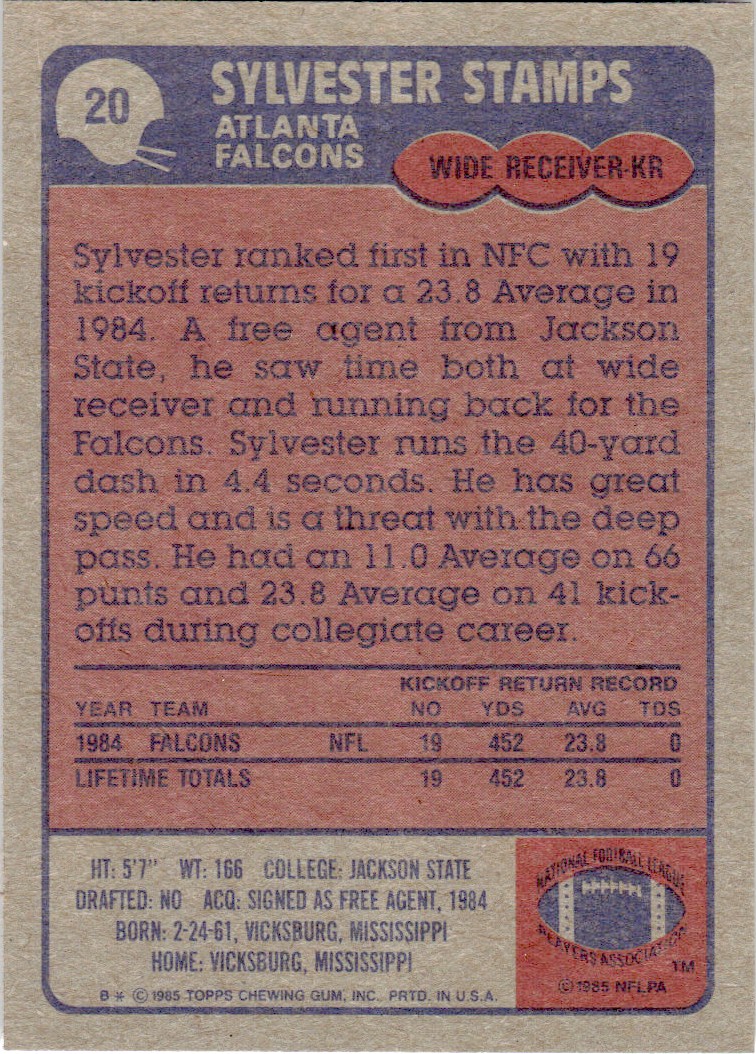 20
SYLVESTER STAMPS
ATLANTA
FALCONS
WIDE RECEIVER-KR
Sylvester ranked first in NFC with 19
kickoff returns for a 23.8 Average in
1984. A free agent from Jackson
State, he saw time both at wide
receiver and running back for the
Falcons. Sylvester runs the 40-yard
dash in 4.4 seconds. He has great
speed and is a threat with the deep
pass. He had an 11.0 Average on 66
punts and 23.8 Average on 41 kick-
offs during collegiate career.
KICKOFF RETURN RECORD
YEAR TEAM NO YDS AVG TDS
1984 FALCONS NFL 19 452 23.8 0
LIFETIME TOTALS 19 452 23.8 0
HT: 5'7" WT: 166 COLLEGE: JACKSON STATE
DRAFTED: NO ACQ: SIGNED AS FREE AGENT, 1984
BORN: 2-24-61, VICKSBURG, MISSISSIPPI
HOME: VICKSBURG, MISSISSIPPI
B * © 1985 TOPPS CHEWING GUM, INC. PRTD. IN U.S.A.
NATIONAL FOOTBALL LEAGUE
PLAYERS ASSOCIATION
TM
© 1985 NFLPA